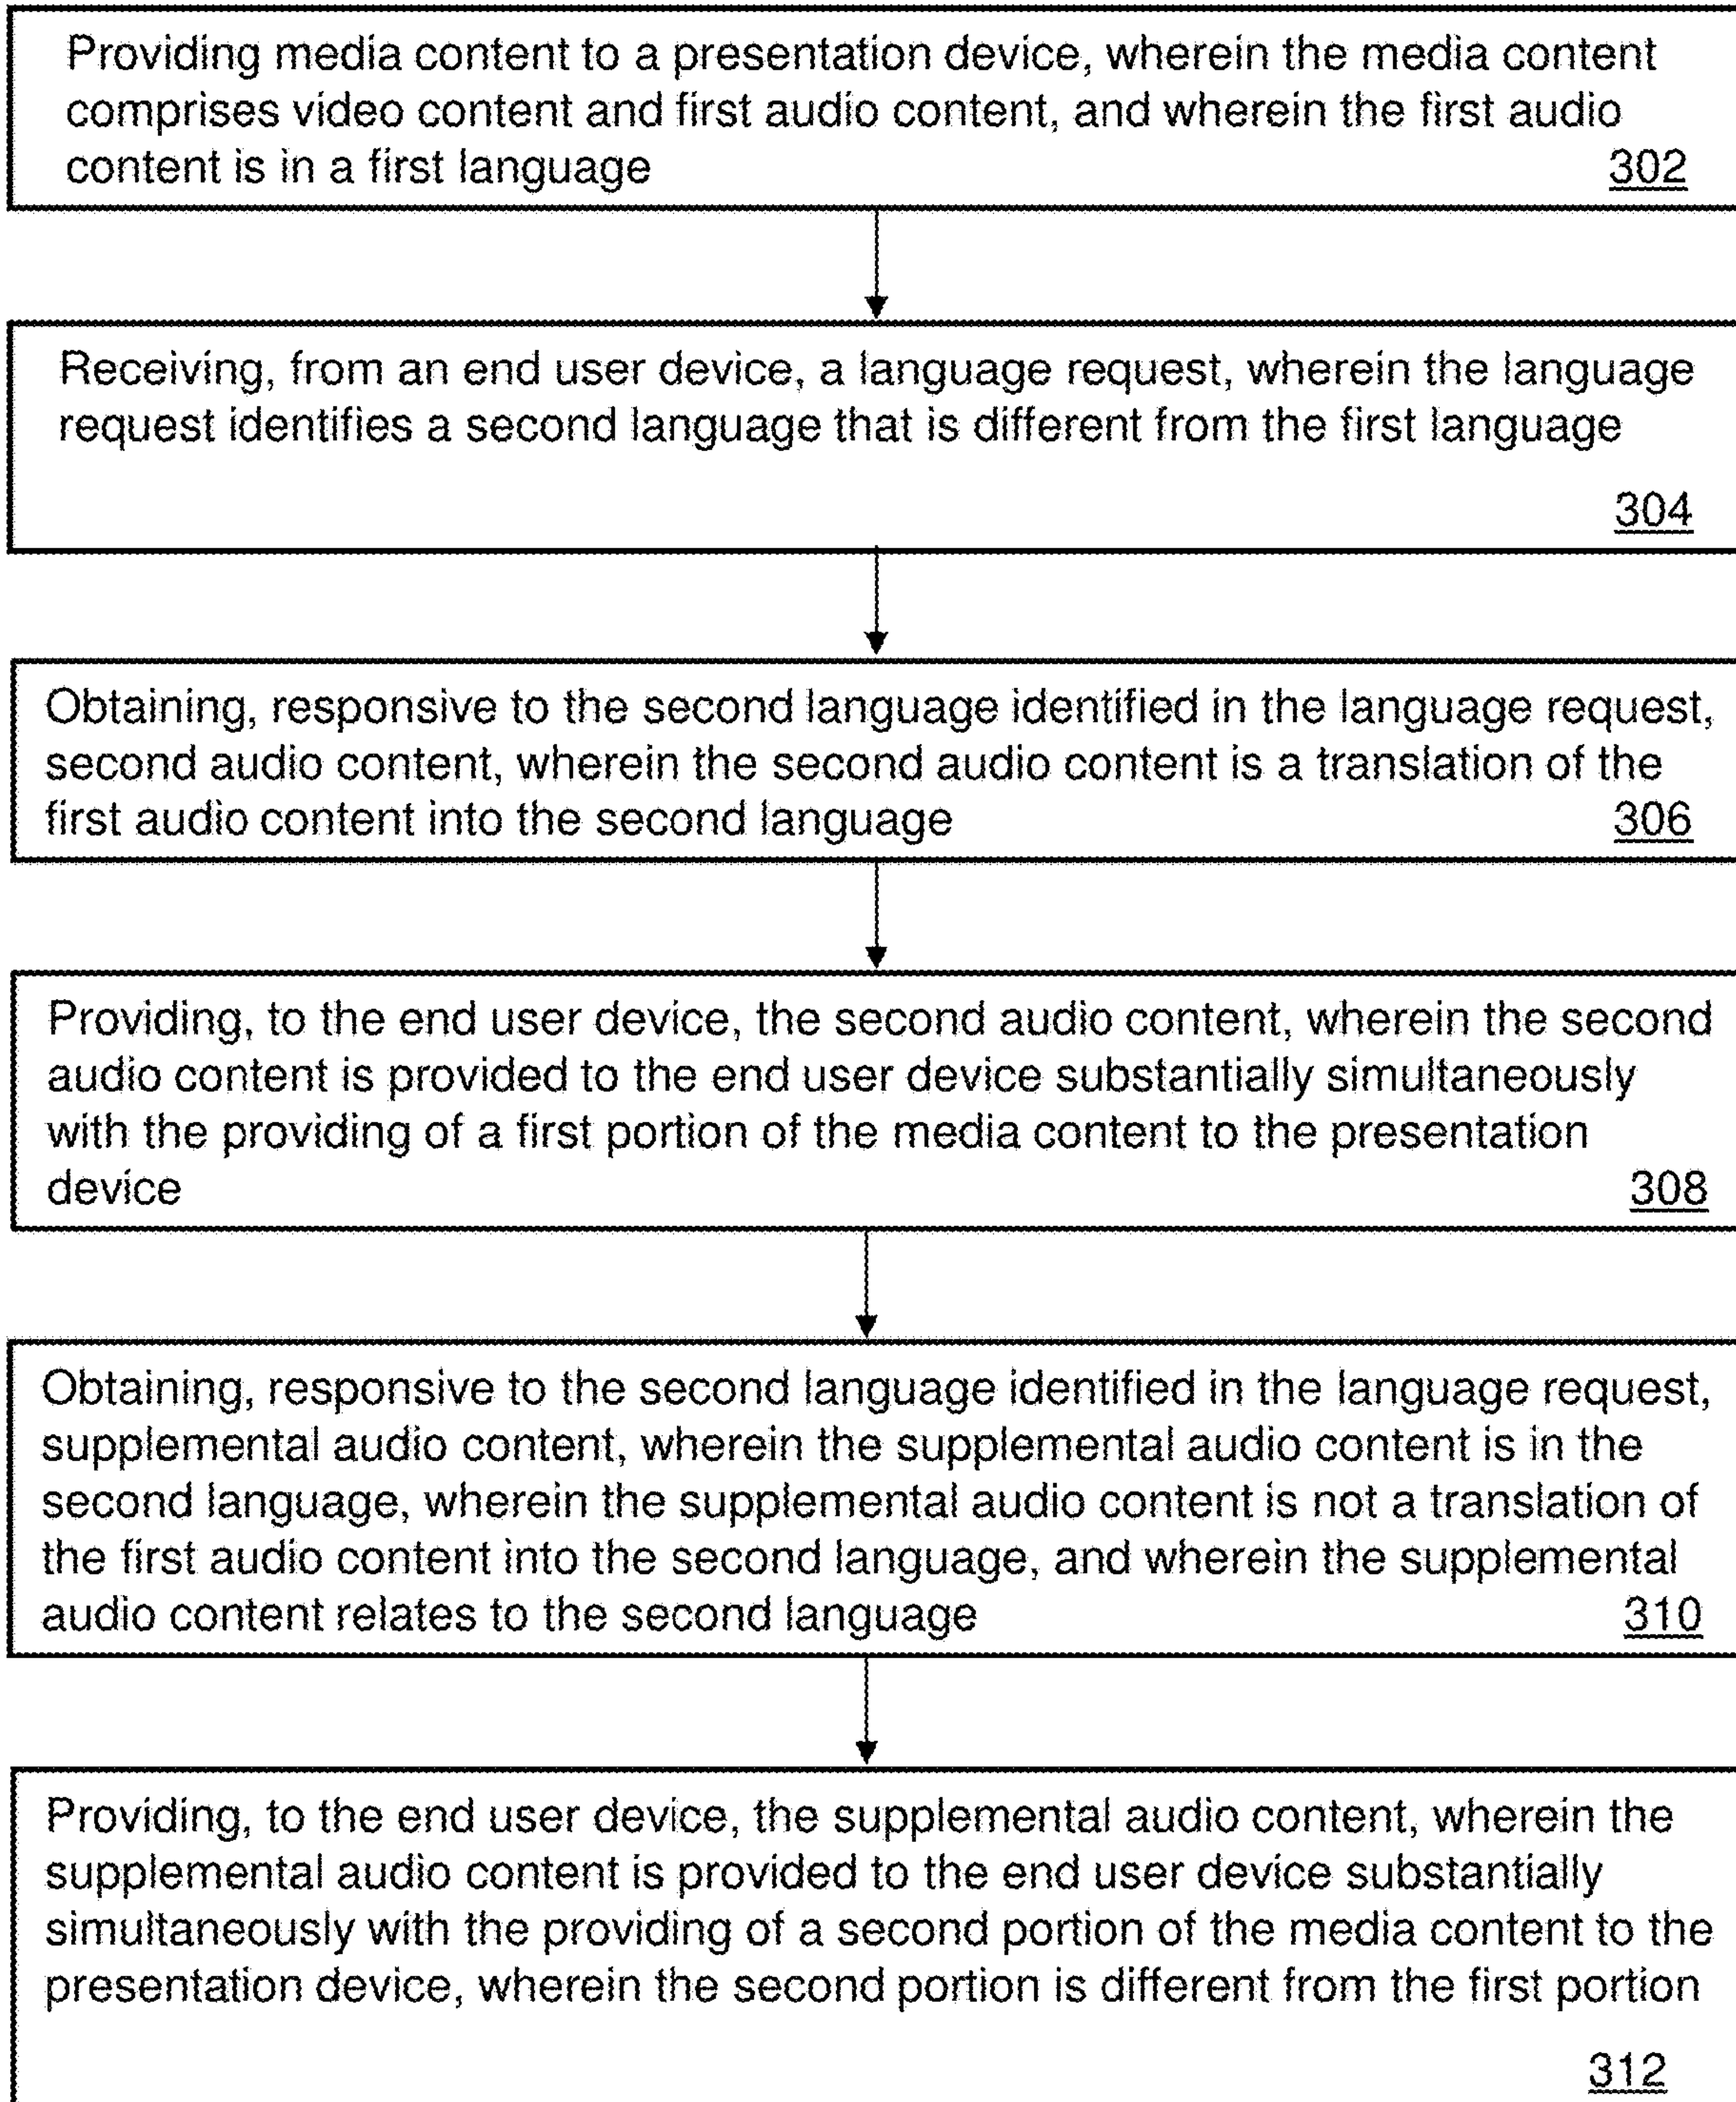 Providing media content to a presentation device, wherein the media content
comprises video content and first audio content, and wherein the first audio
content is in a first language 302
Receiving, from an end user device, a language request, wherein the language
request identifies a second language that is different from the first language
304
Obtaining, responsive to the second language identified in the language request,
second audio content, wherein the second audio content is a translation of the
first audio content into the second language 306
Providing, to the end user device, the second audio content, wherein the second
audio content is provided to the end user device substantially simultaneously
with the providing of a first portion of the media content to the presentation
device 308
Obtaining, responsive to the second language identified in the language request,
supplemental audio content, wherein the supplemental audio content is in the
second language, wherein the supplemental audio content is not a translation of
the first audio content into the second language, and wherein the supplemental
audio content relates to the second language 310
Providing, to the end user device, the supplemental audio content, wherein the
supplemental audio content is provided to the end user device substantially
simultaneously with the providing of a second portion of the media content to the
presentation device, wherein the second portion is different from the first portion
312